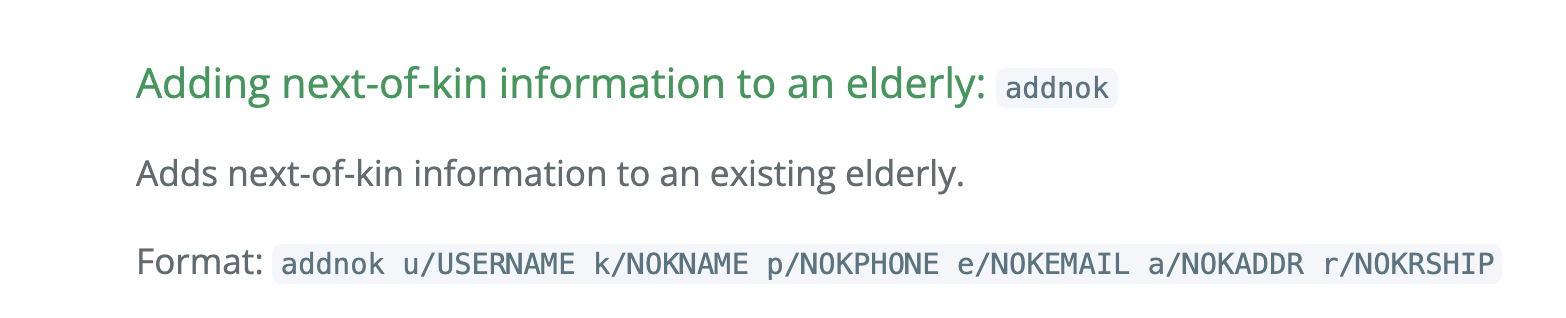 Adding next-of-kin information to an elderly: addnok
Adds next-of-kin information to an existing elderly.
Format: addnok u/USERNAME k/NOKNAME p/NOKPHONE e/NOKEMAIL a/NOKADDR r/NOKRSHIP